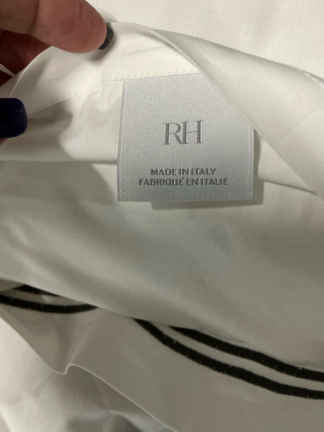 RH
MADE IN ITALY
FABRIQUÉ EN ITALIE